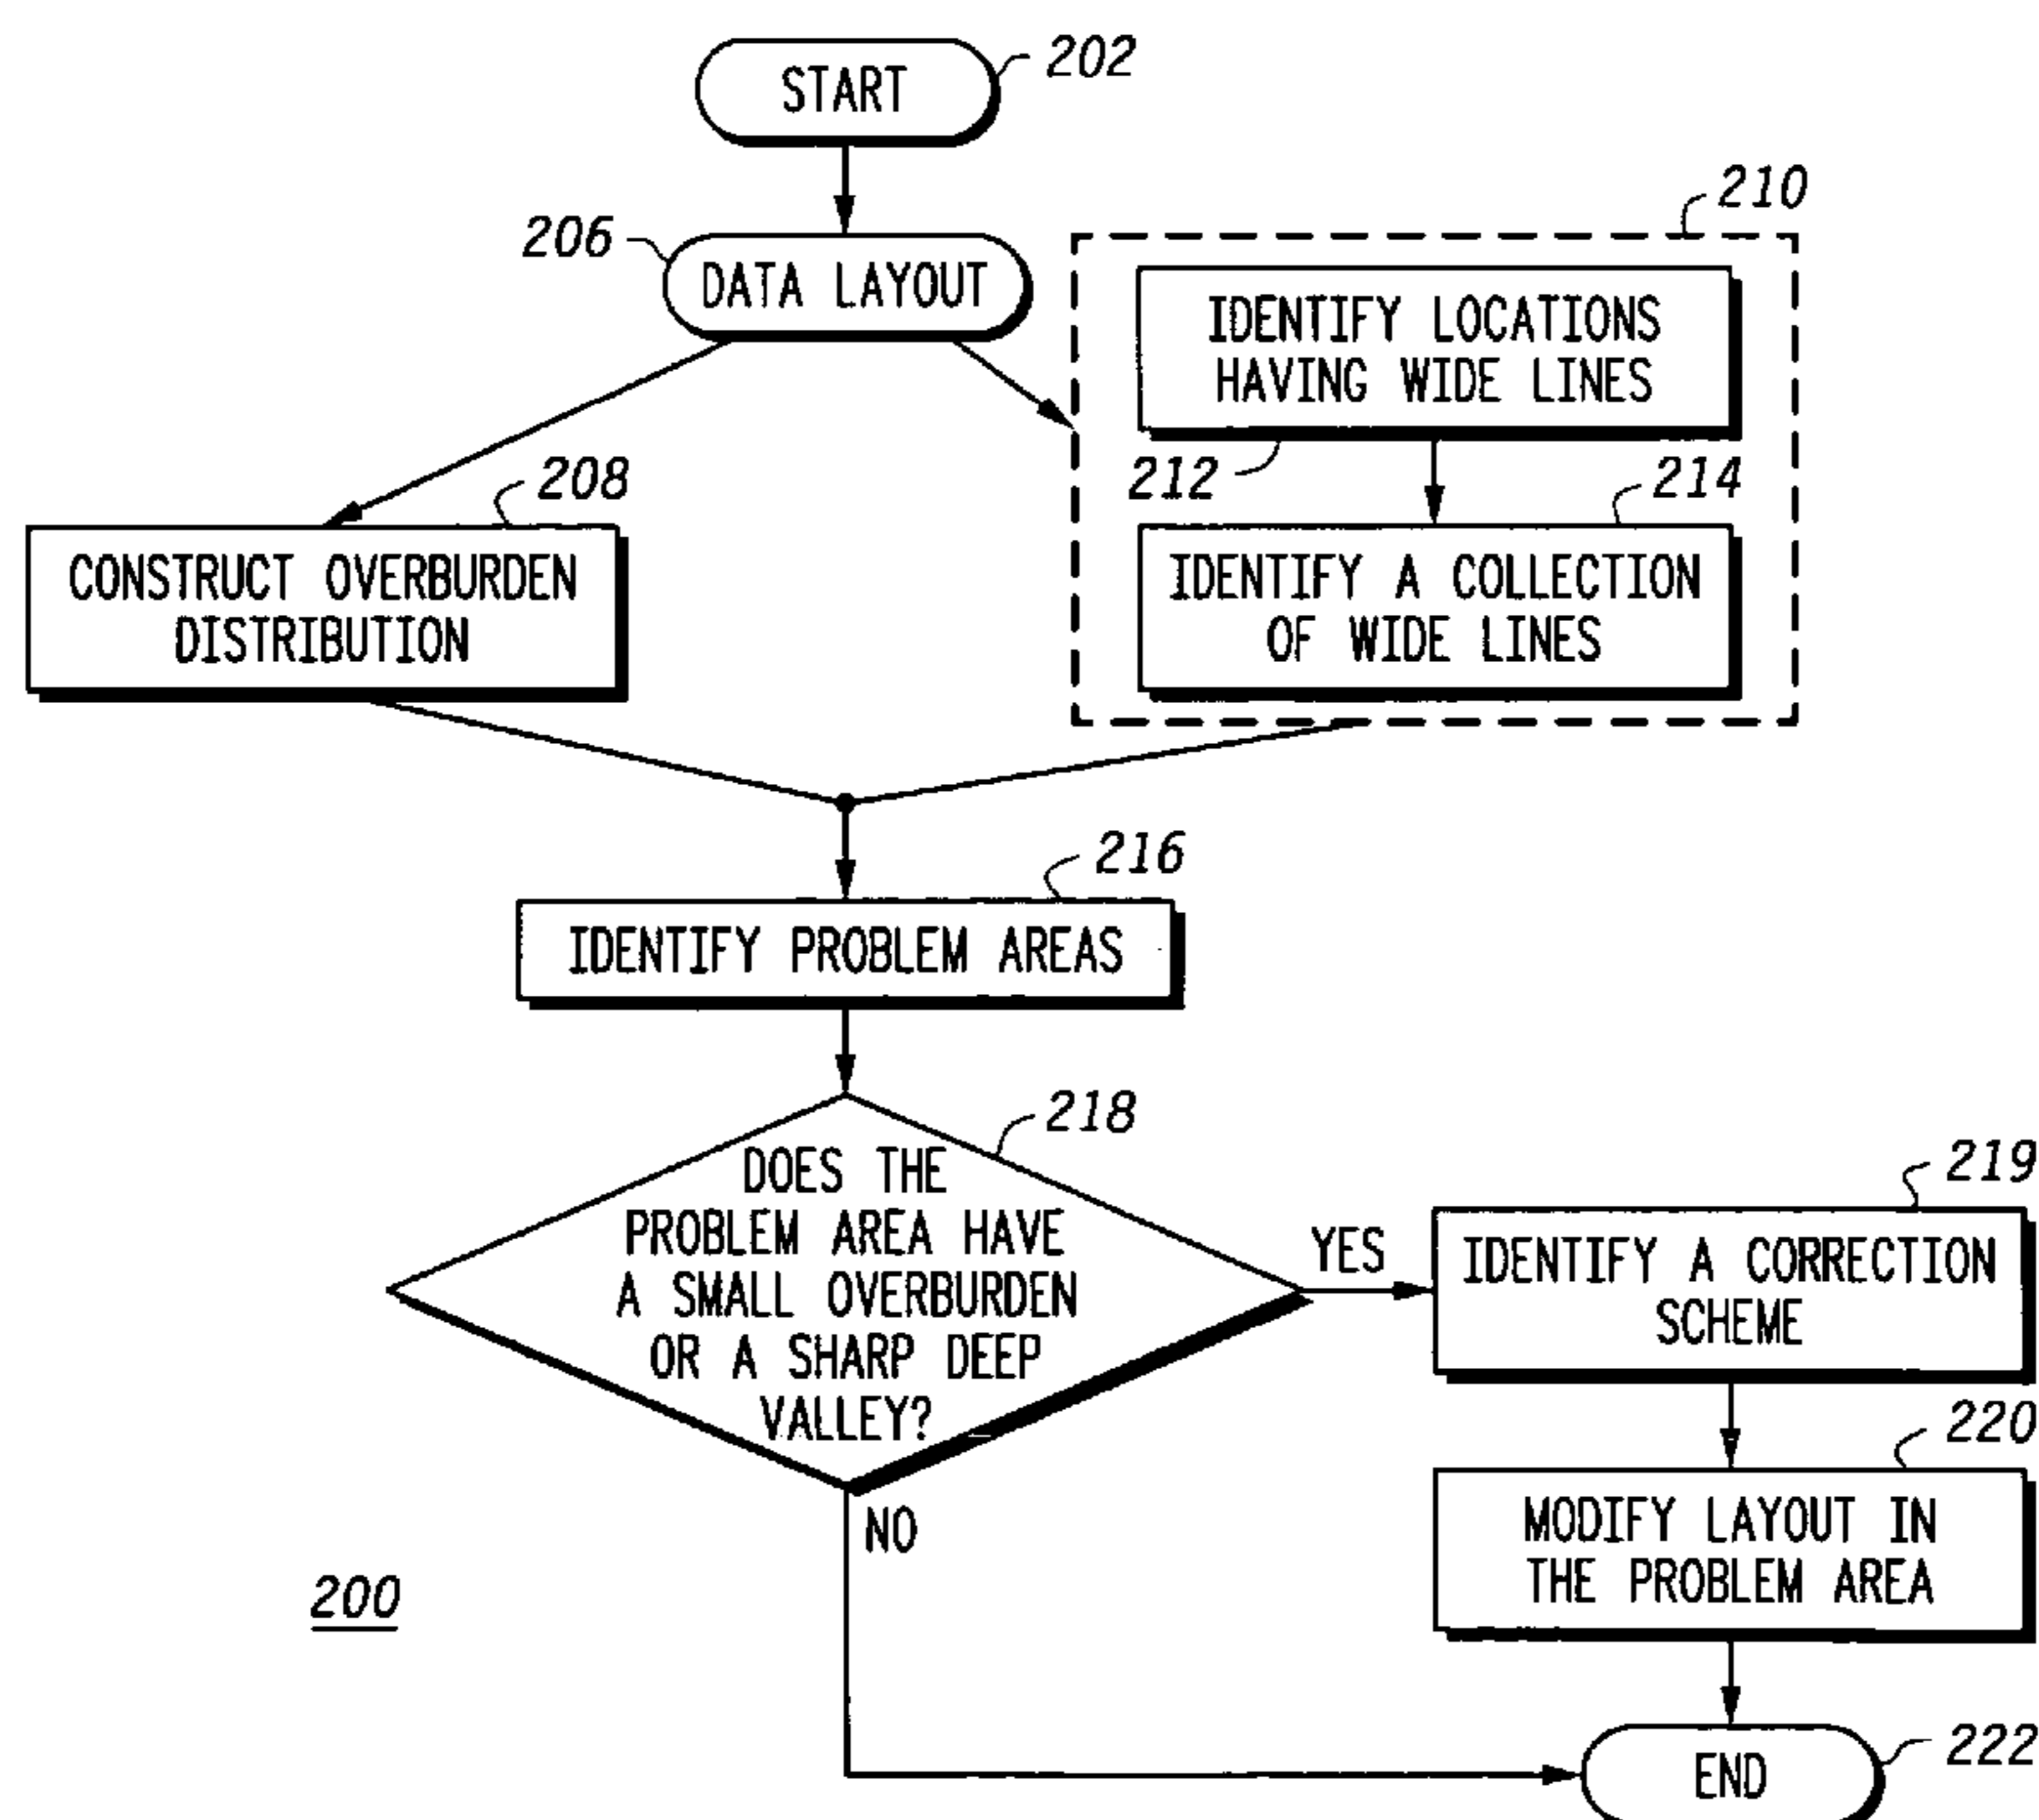 START
202
206
DATA LAYOUT
210
IDENTIFY LOCATIONS
HAVING WIDE LINES
212
208
CONSTRUCT OVERBURDEN
DISTRIBUTION
214
IDENTIFY A COLLECTION
OF WIDE LINES
216
IDENTIFY PROBLEM AREAS
218
DOES THE
PROBLEM AREA HAVE
A SMALL OVERBURDEN
OR A SHARP DEEP
VALLEY?
YES
219
IDENTIFY A CORRECTION
SCHEME
220
MODIFY LAYOUT IN
THE PROBLEM AREA
NO
200
END
222